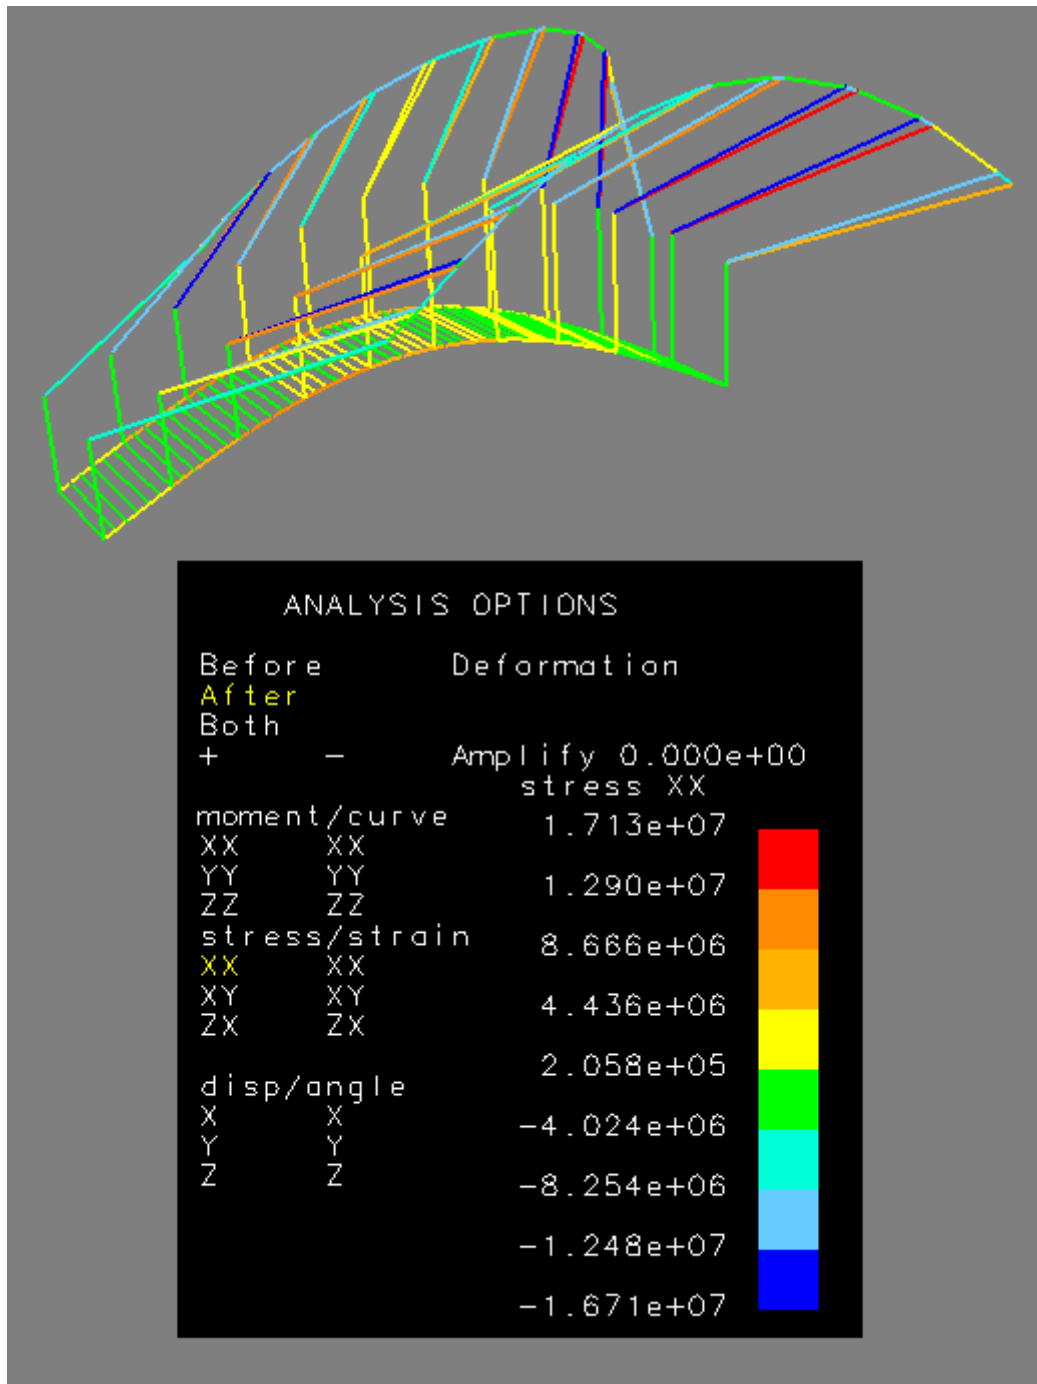 ANALYSIS OPTIONS
Before Deformation
After
Both
+ − Amplify 0.000e+00
stress XX
moment/curve
1.713e+07
XX XX
YY YY
1.290e+07
ZZ ZZ
stress/strain
8.666e+06
XX XX
XY XY
4.436e+06
ZX ZX
2.058e+05
disp/angle
X X
−4.024e+06
Y Y
Z Z
−8.254e+06
−1.248e+07
−1.671e+07